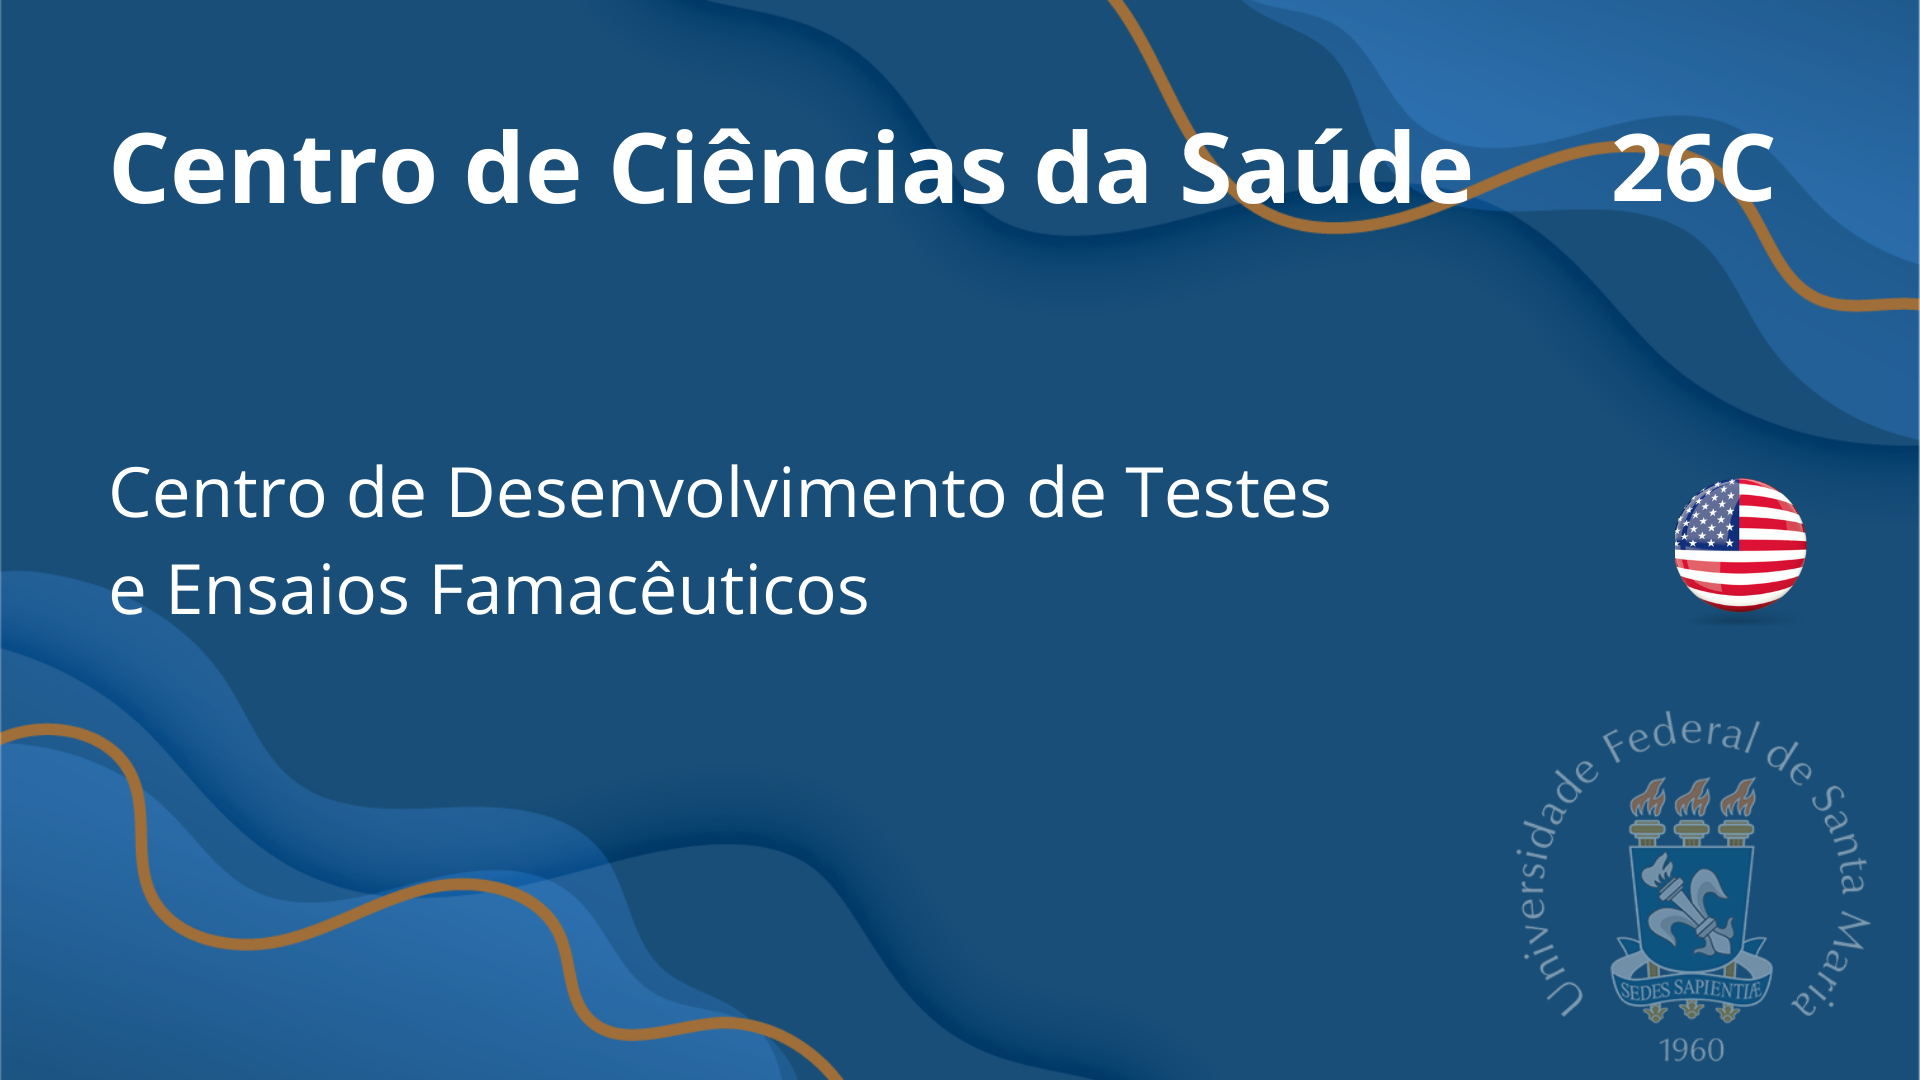 Centro de Ciências da Saúde 26C
Centro de Desenvolvimento de Testes
e Ensaios Famacêuticos
Universidade Federal de Santa Maria
SEDES SAPIENTIÆ
1960